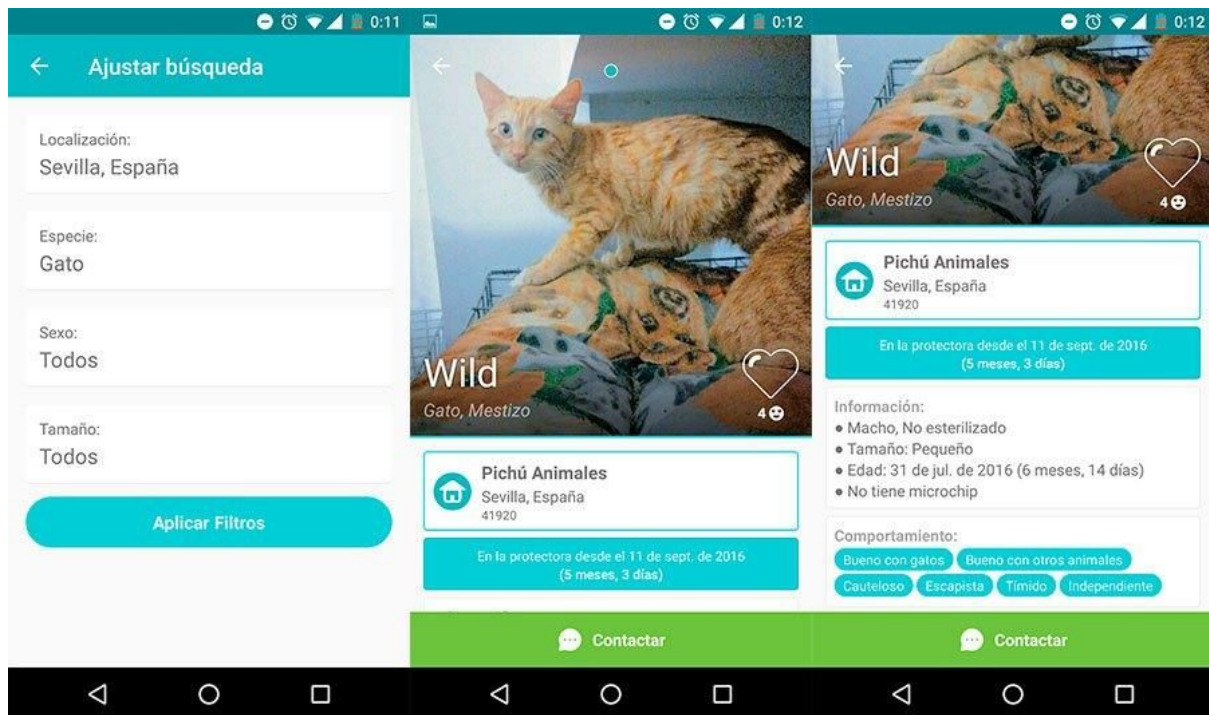 0:11
Ajustar búsqueda
Localización:
Sevilla, España
Especie:
Gato
Sexo:
Todos
Tamaño:
Todos
Aplicar Filtros
0:12
Wild
Gato, Mestizo
4
Pichú Animales
Sevilla, España
41920
En la protectora desde el 11 de sept. de 2016
(5 meses, 3 días)
Contactar
0:12
Wild
Gato, Mestizo
4
Pichú Animales
Sevilla, España
41920
En la protectora desde el 11 de sept. de 2016
(5 meses, 3 días)
Información:
● Macho, No esterilizado
● Tamaño: Pequeño
● Edad: 31 de jul. de 2016 (6 meses, 14 días)
● No tiene microchip
Comportamiento:
Bueno con gatos Bueno con otros animales
Cauteloso Escapista Tímido Independiente
Contactar